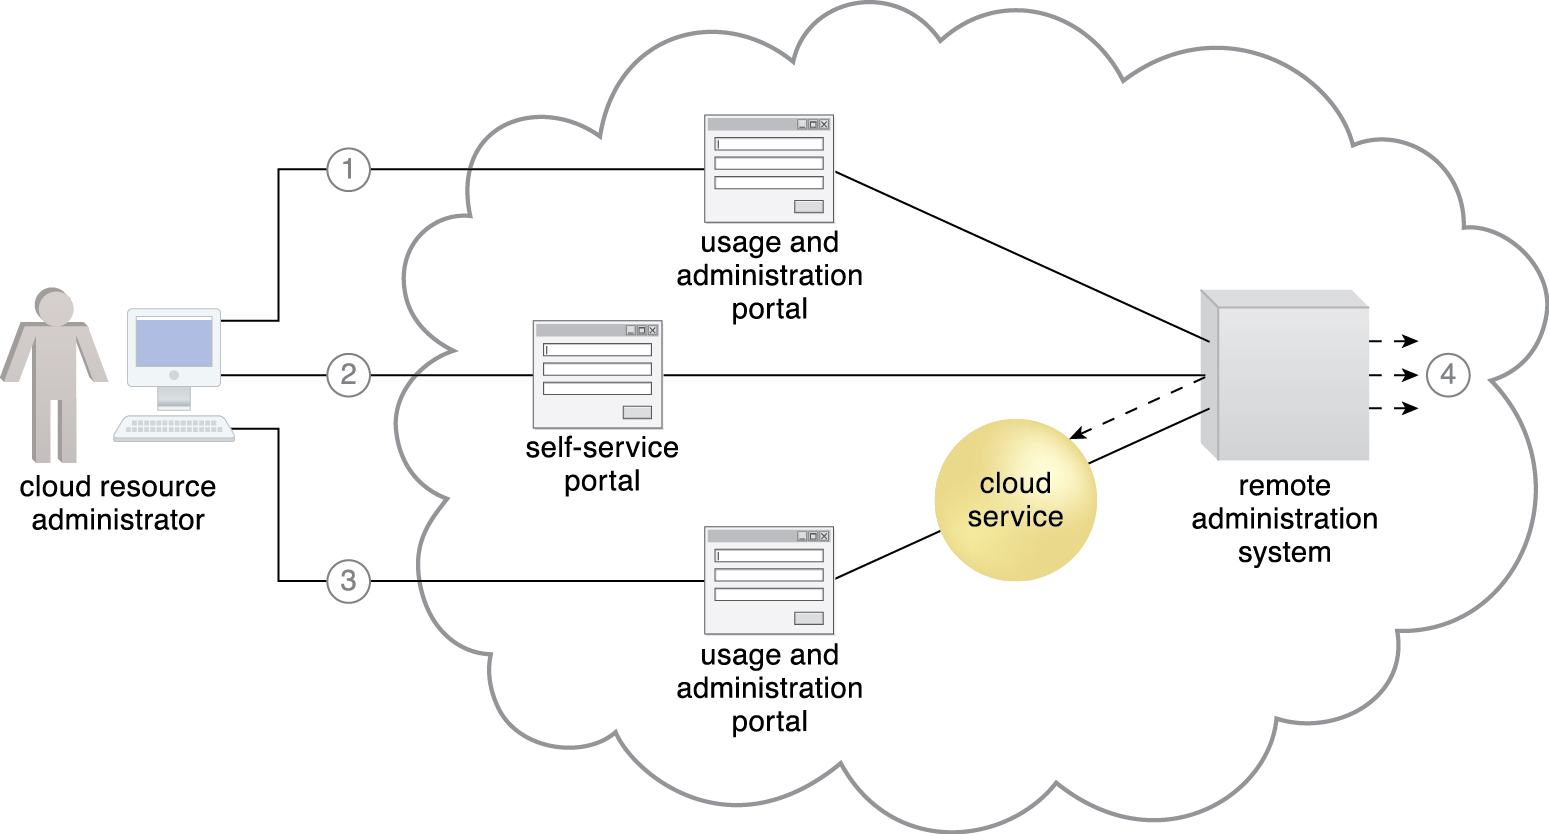 1
usage and
administration
portal
2
self-service
portal
cloud resource
administrator
cloud
service
remote
administration
system
4
3
usage and
administration
portal